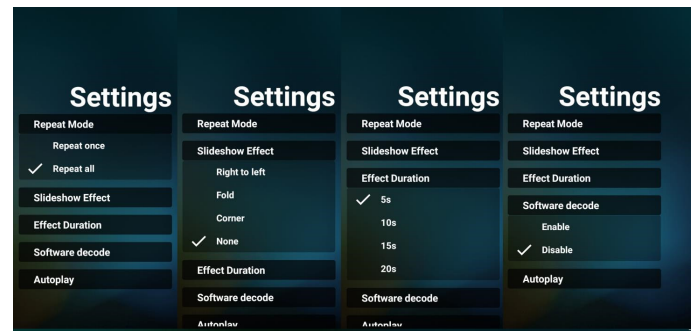 Settings
Repeat Mode
Repeat once
Repeat all
Slideshow Effect
Effect Duration
Software decode
Autoplay
Settings
Repeat Mode
Slideshow Effect
Right to left
Fold
Corner
None
Effect Duration
Software decode
Autoplay
Settings
Repeat Mode
Slideshow Effect
Effect Duration
5s
10s
15s
20s
Software decode
Autoplay
Settings
Repeat Mode
Slideshow Effect
Effect Duration
Software decode
Enable
Disable
Autoplay